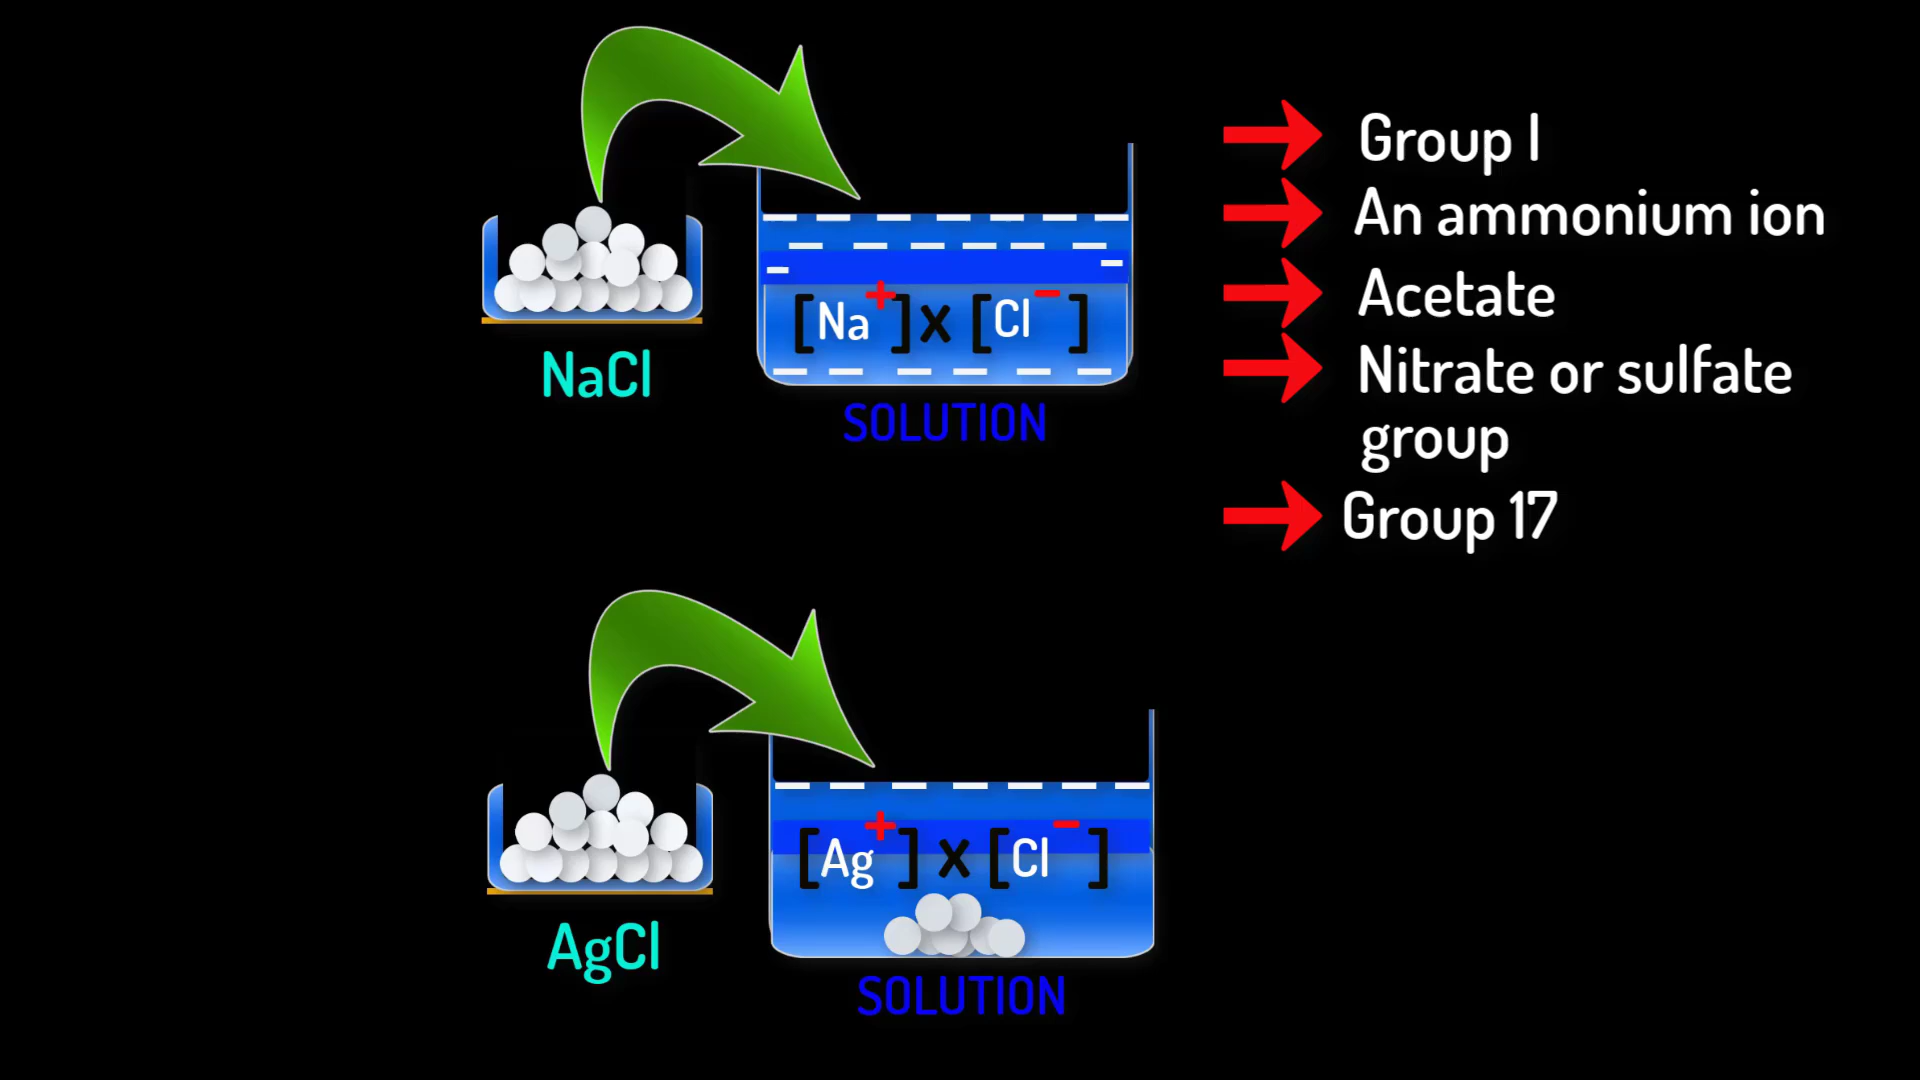 Group I
An ammonium ion
Acetate
Nitrate or sulfate
group
Group 17
[Na+] x [Cl-]
NaCl
SOLUTION
[Ag+] x [Cl-]
AgCl
SOLUTION